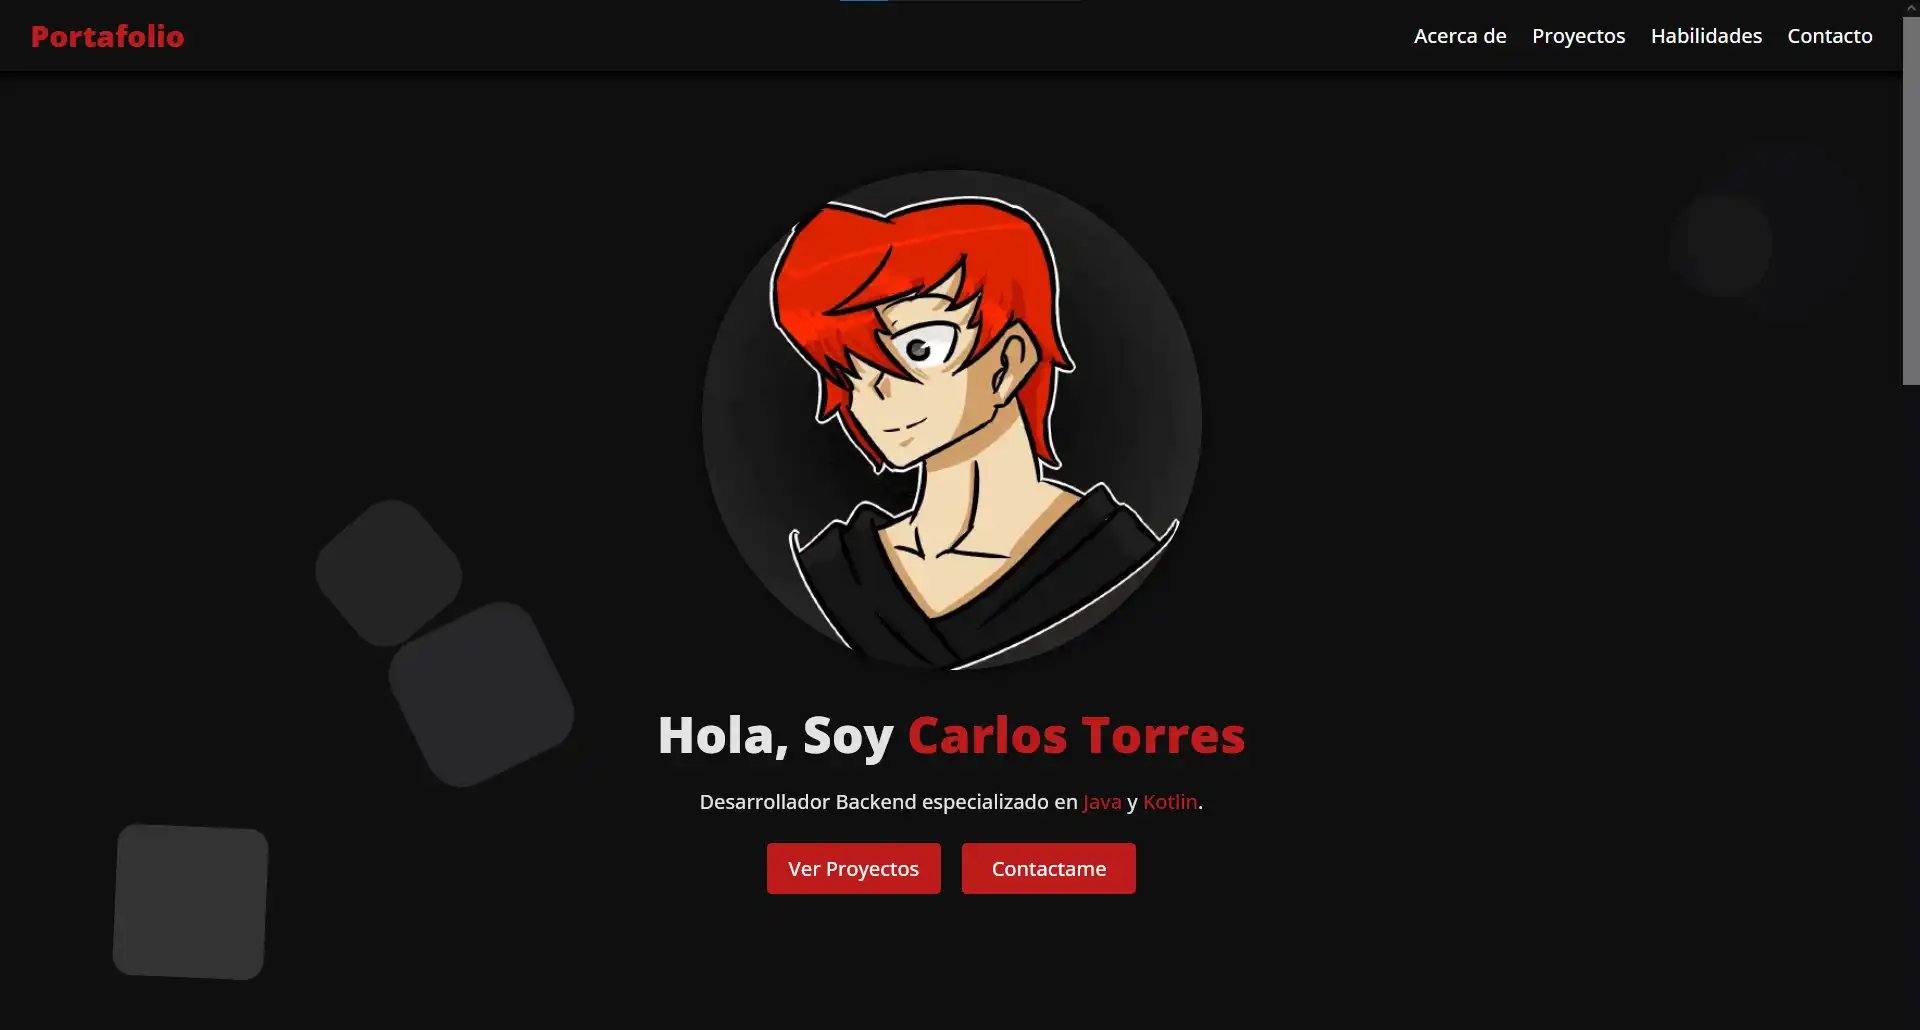 Portafolio
Acerca de Proyectos Habilidades Contacto
Hola, Soy Carlos Torres
Desarrollador Backend especializado en Java y Kotlin.
Ver Proyectos Contactame